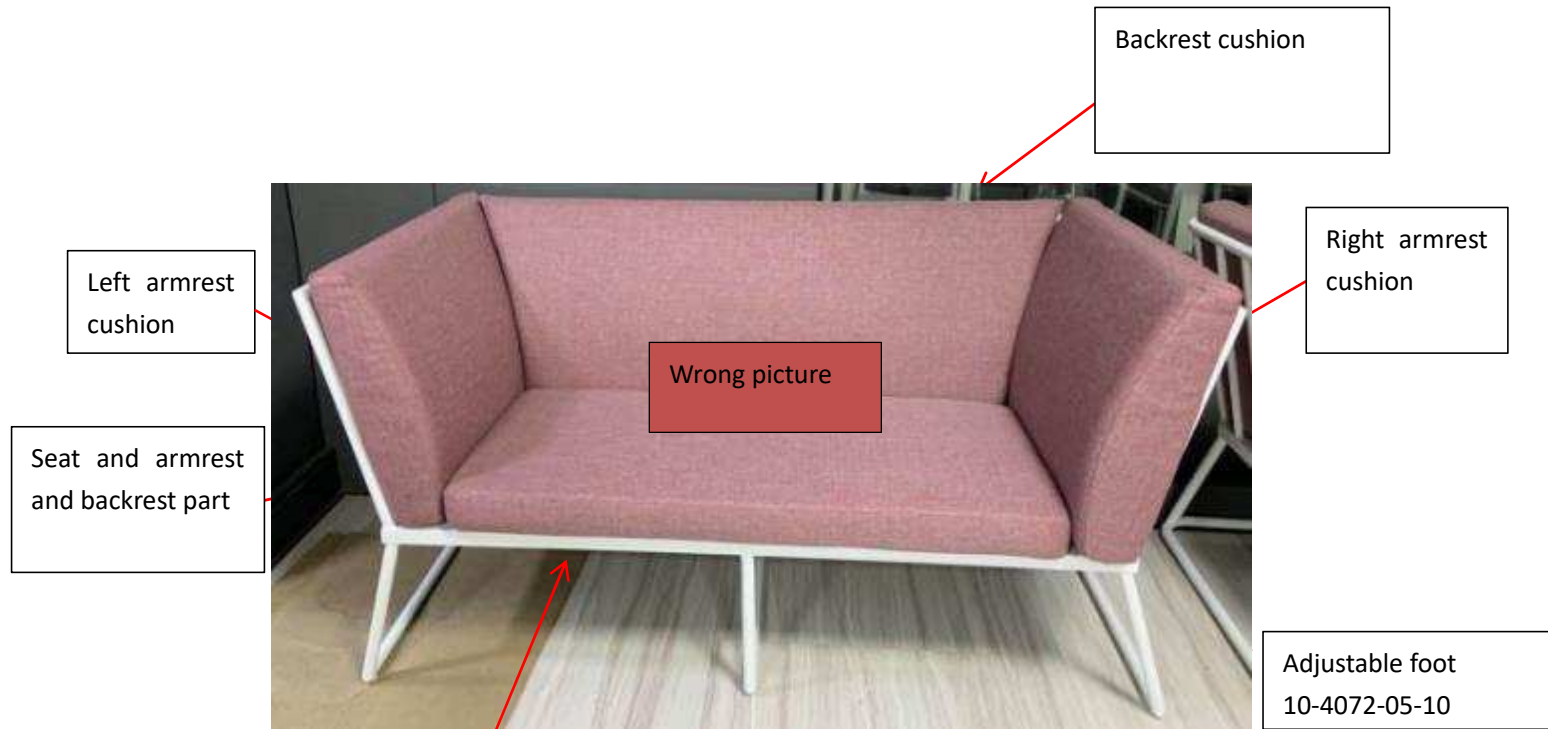 Backrest cushion
Left armrest
cushion
Right armrest
cushion
Wrong picture
Seat and armrest
and backrest part
Adjustable foot
10-4072-05-10